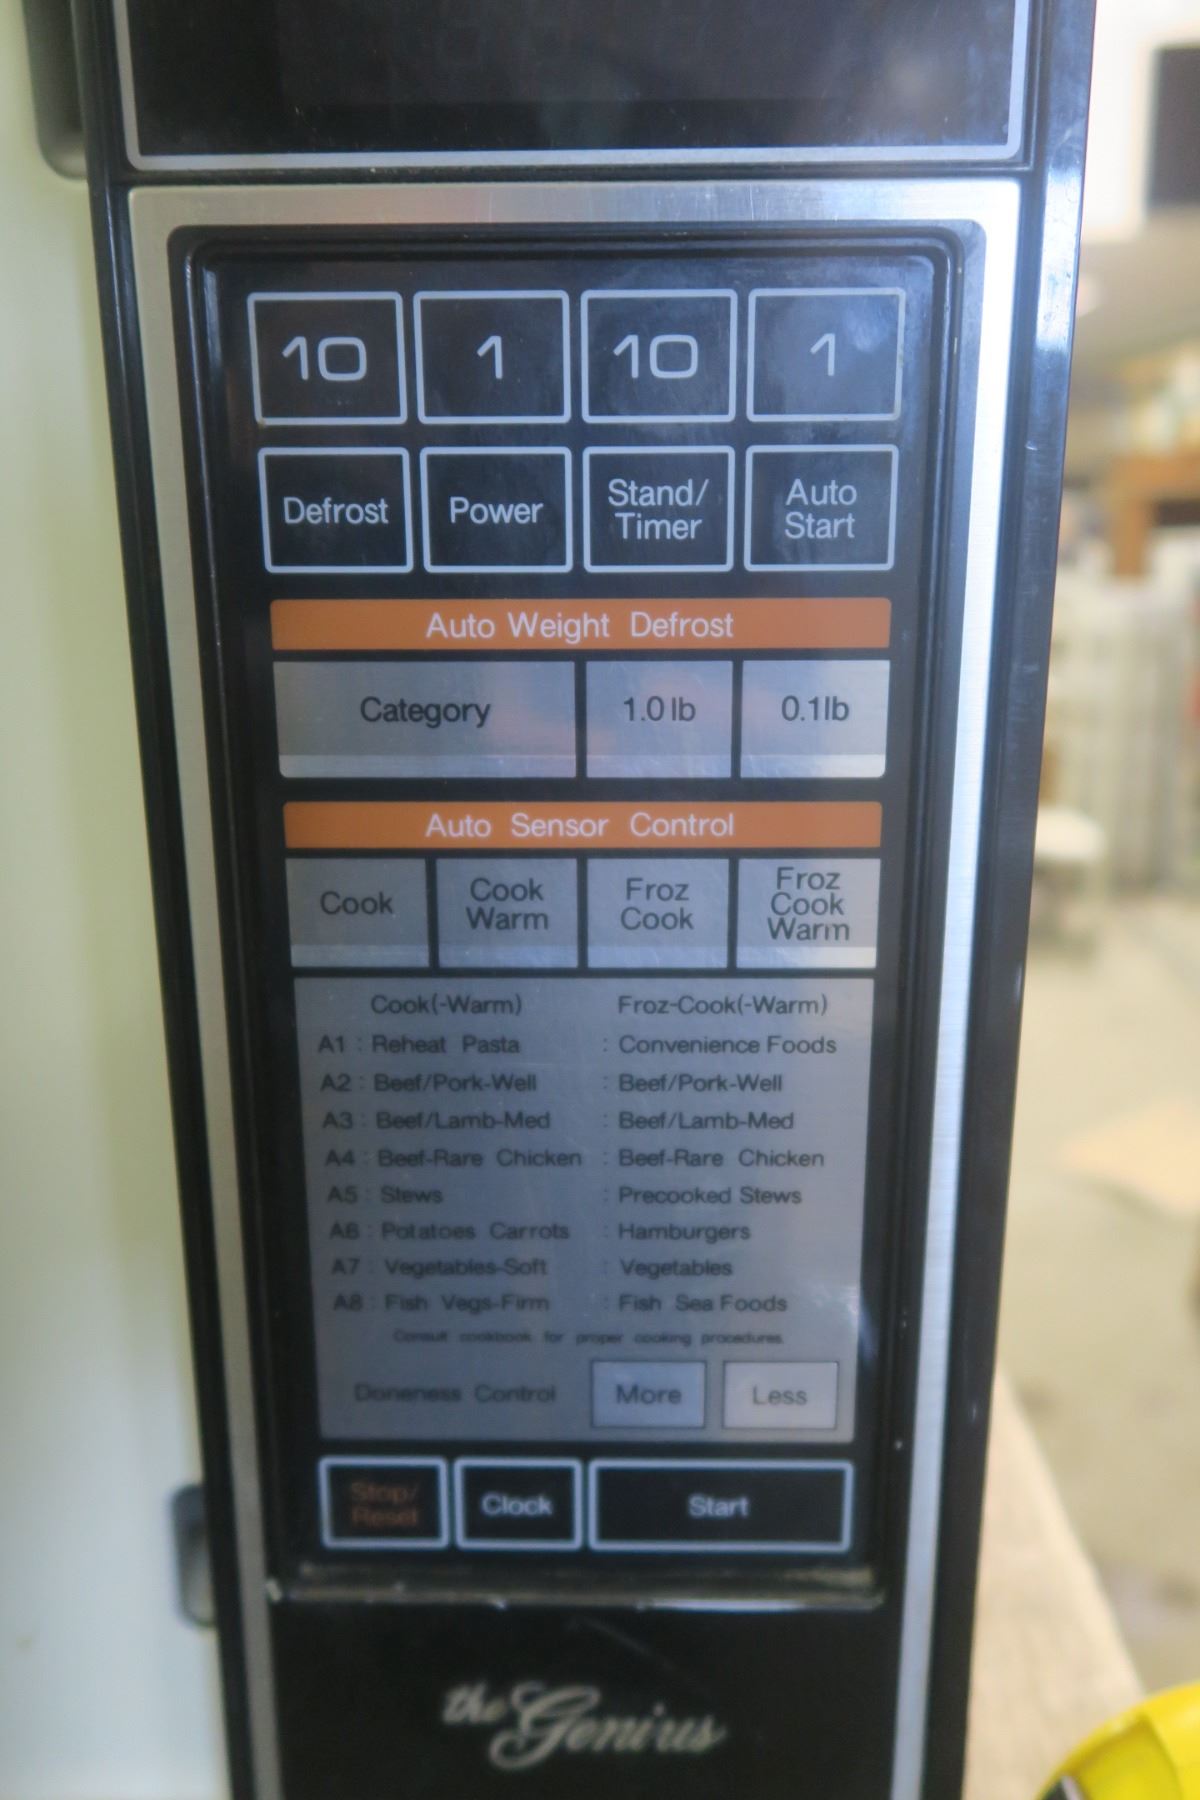 10 1 10 1
Defrost Power Stand/ Timer Auto Start
Auto Weight Defrost
Category 1.0 lb 0.1 lb
Auto Sensor Control
Cook Cook Warm Froz Cook Froz Cook Warm
Cook(-Warm) Froz-Cook(-Warm)
A1 : Reheat Pasta : Convenience Foods
A2 : Beef/Pork-Well : Beef/Pork-Well
A3 : Beef/Lamb-Med : Beef/Lamb-Med
A4 : Beef-Rare Chicken : Beef-Rare Chicken
A5 : Stews : Precooked Stews
A6 : Potatoes Carrots : Hamburgers
A7 : Vegetables-Soft : Vegetables
A8 : Fish Vegs-Firm : Fish Sea Foods
Consult cookbook for proper cooking procedures.
Doneness Control More Less
Stop/ Reset Clock Start
the Genius